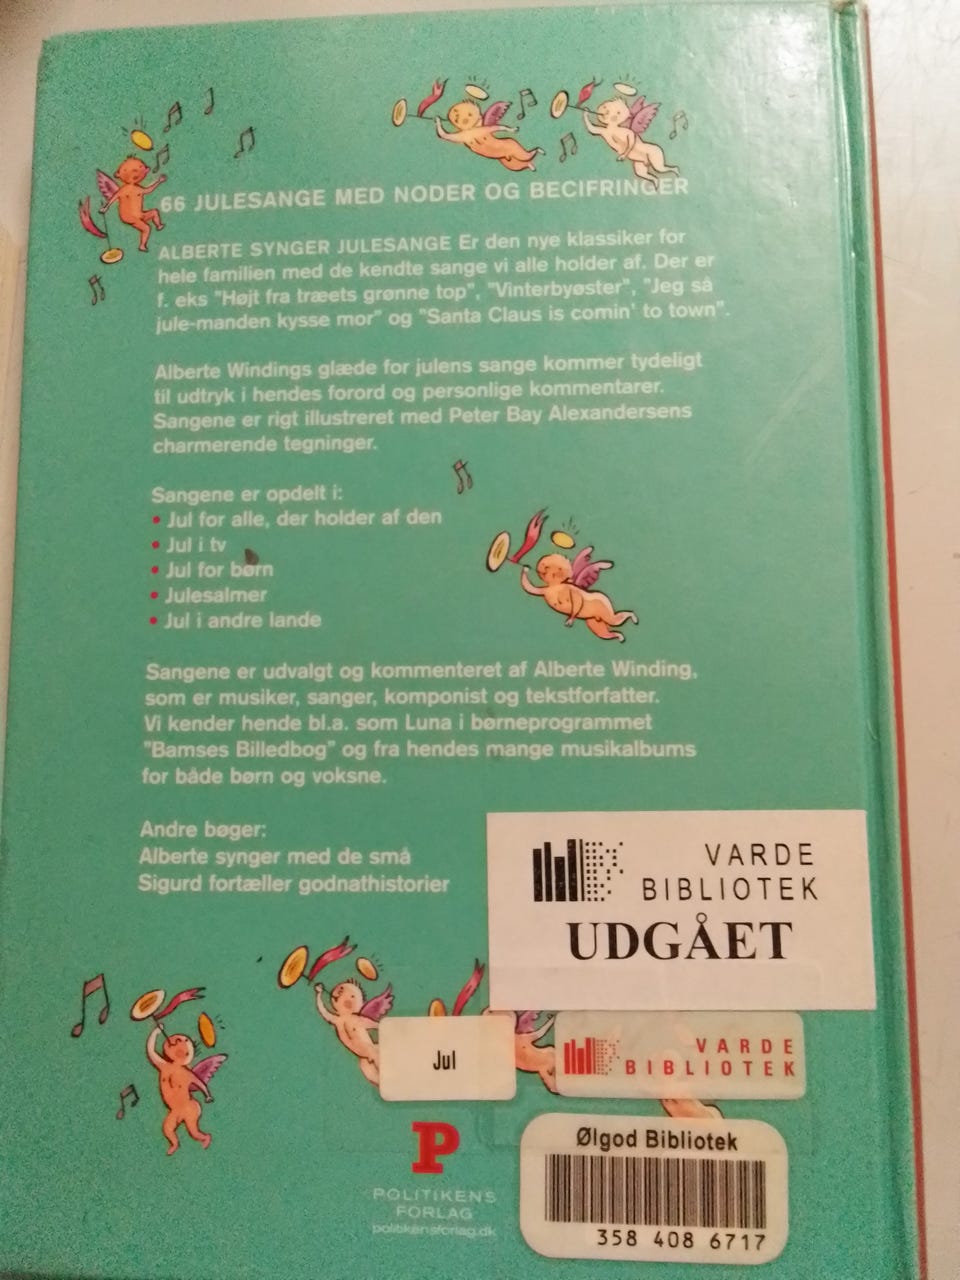 66 JULESANGE MED NODER OG BECIFRINGER
ALBERTE SYNGER JULESANGE Er den nye klassiker for
hele familien med de kendte sange vi alle holder af. Der er
f. eks "Højt fra træets grønne top", "Vinterbyøster", "Jeg så
jule-manden kysse mor" og "Santa Claus is comin' to town".
Alberte Windings glæde for julens sange kommer tydeligt
til udtryk i hendes forord og personlige kommentarer.
Sangene er rigt illustreret med Peter Bay Alexandersens
charmerende tegninger.
Sangene er opdelt i:
• Jul for alle, der holder af den
• Jul i tv
• Jul for børn
• Julesalmer
• Jul i andre lande
Sangene er udvalgt og kommenteret af Alberte Winding,
som er musiker, sanger, komponist og tekstforfatter.
Vi kender hende bl.a. som Luna i børneprogrammet
"Bamses Billedbog" og fra hendes mange musikalbums
for både børn og voksne.
Andre bøger:
Alberte synger med de små
Sigurd fortæller godnathistorier
VARDE
BIBLIOTEK
UDGÅET
Jul
VARDE
BIBLIOTEK
P
POLITIKENS
FORLAG
politikensforlag.dk
Ølgod Bibliotek
358 408 6717